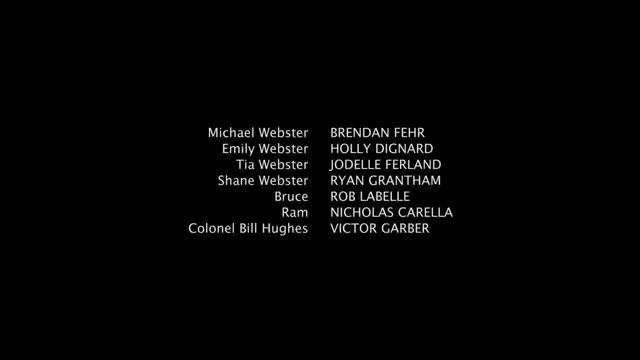 Michael Webster BRENDAN FEHR
Emily Webster HOLLY DIGNARD
Tia Webster JODELLE FERLAND
Shane Webster RYAN GRANTHAM
Bruce ROB LABELLE
Ram NICHOLAS CARELLA
Colonel Bill Hughes VICTOR GARBER